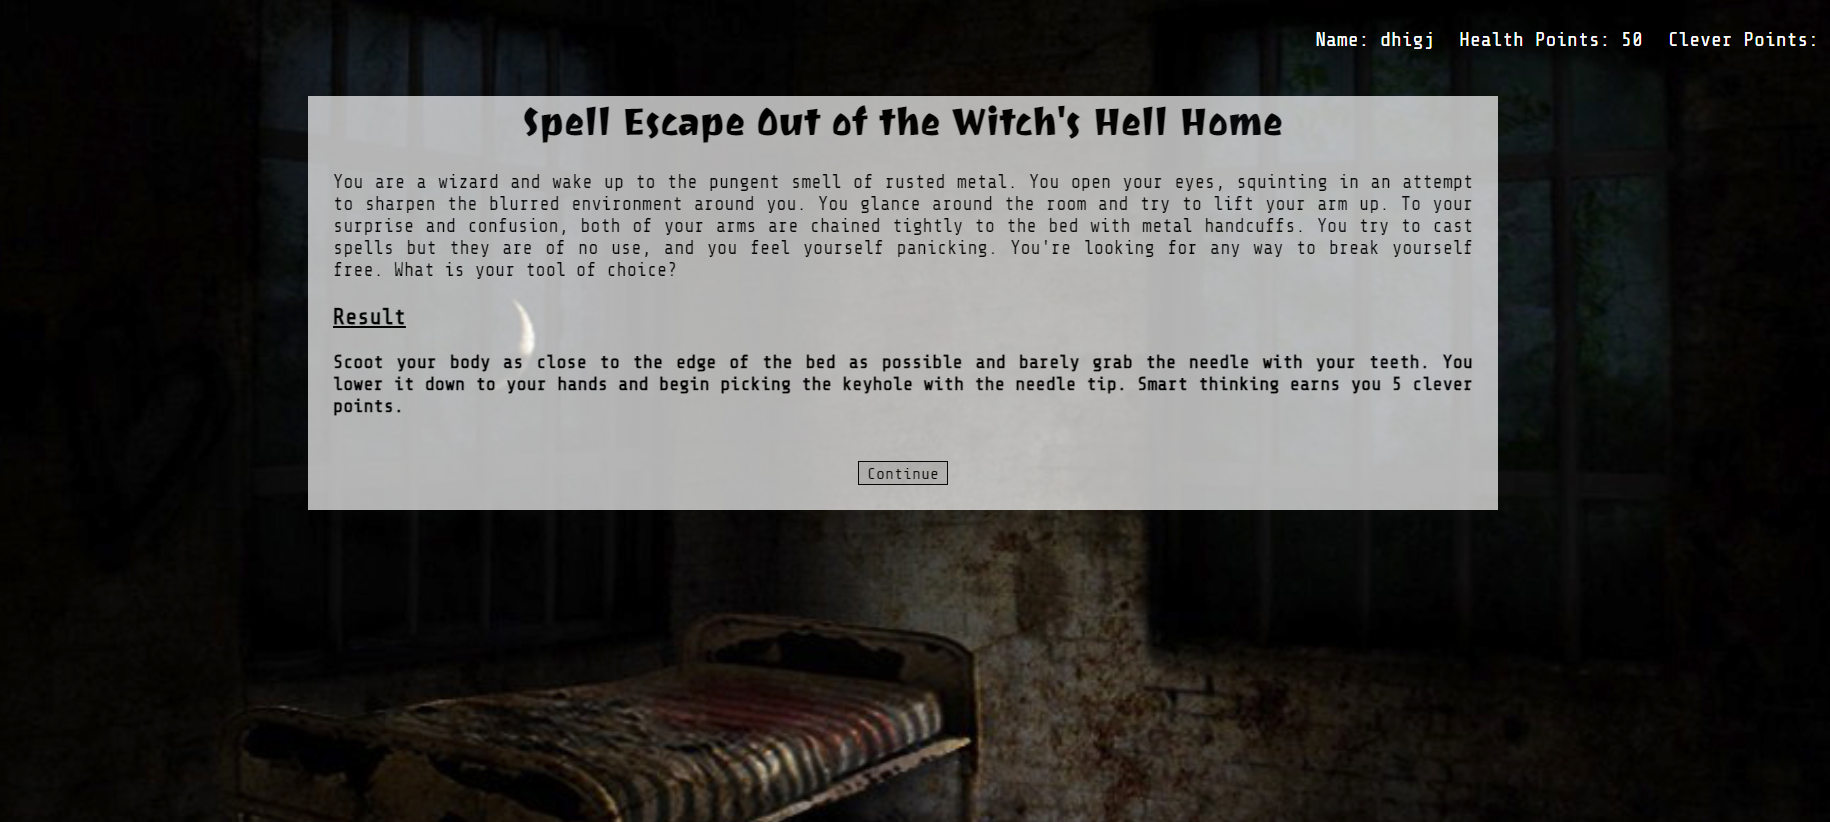 Name: dhigj Health Points: 50 Clever Points:
Spell Escape Out of the Witch's Hell Home
You are a wizard and wake up to the pungent smell of rusted metal. You open your eyes, squinting in an attempt
to sharpen the blurred environment around you. You glance around the room and try to lift your arm up. To your
surprise and confusion, both of your arms are chained tightly to the bed with metal handcuffs. You try to cast
spells but they are of no use, and you feel yourself panicking. You're looking for any way to break yourself
free. What is your tool of choice?
Result
Scoot your body as close to the edge of the bed as possible and barely grab the needle with your teeth. You
lower it down to your hands and begin picking the keyhole with the needle tip. Smart thinking earns you 5 clever
points.
Continue